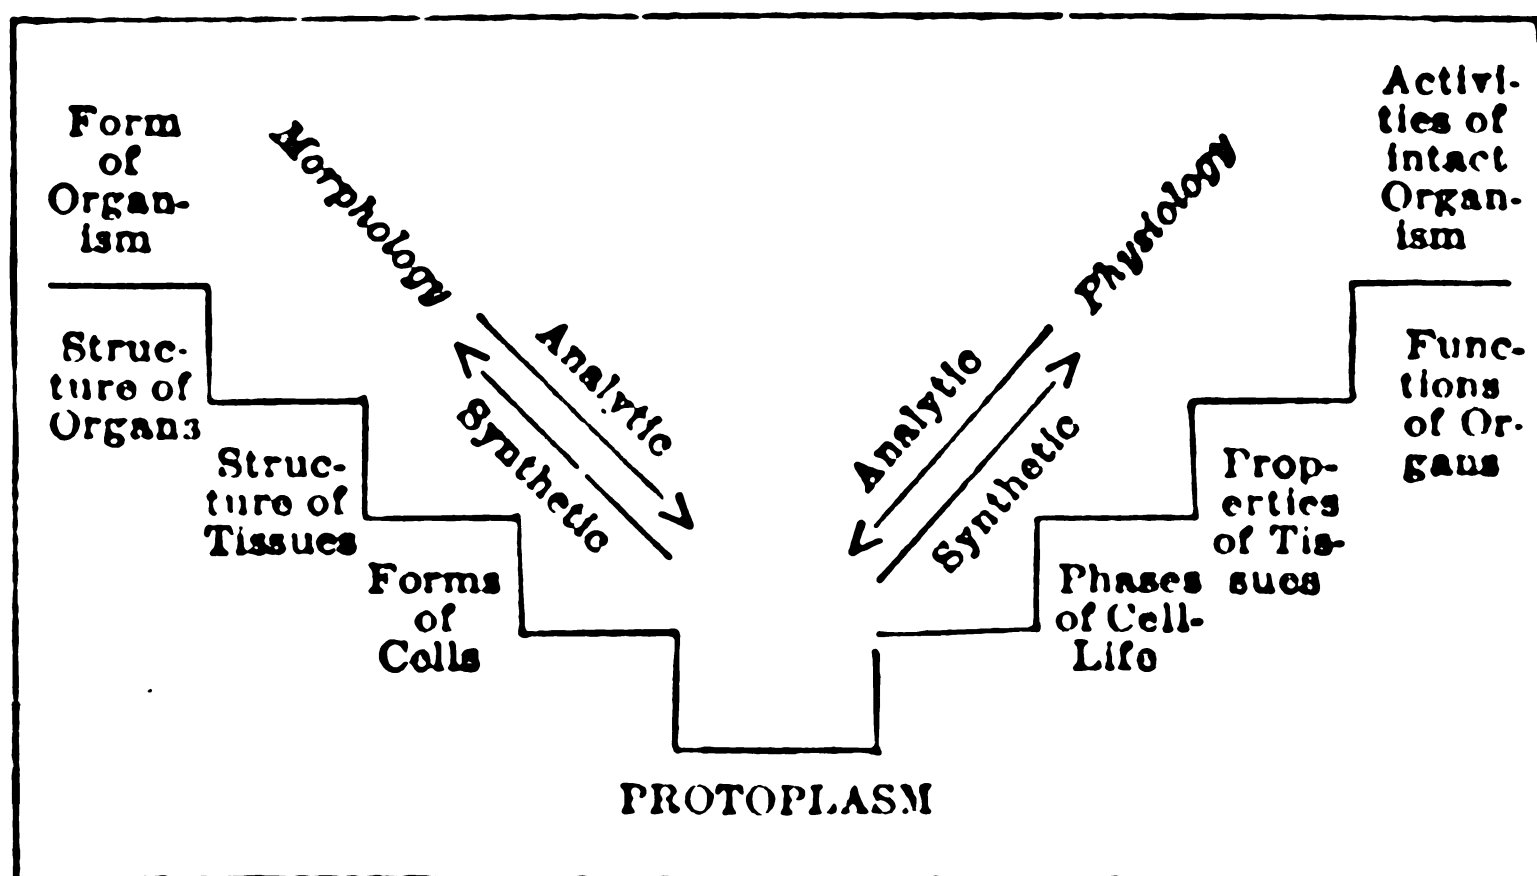 Form
of
Organ-
ism
Morphology
Analytic
Synthetic
Structure of
Organs
Struc-
ture of
Tissues
Forms
of
Cells
PROTOPLASM
Physiology
Analytic
Synthetic
Activi-
ties of
intact
Organ-
ism
Func-
tions
of Or-
gans
Prop-
erties
of Tis-
sues
Phases
of Cell-
Life